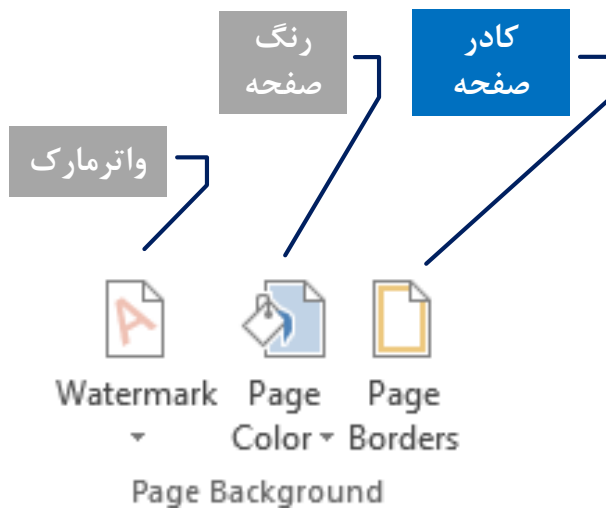 کادر
صفحه
رنگ
صفحه
واترمارک
Watermark
Page
Color
Page
Borders
Page Background